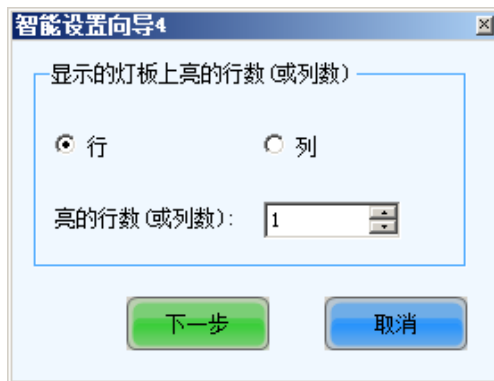 智能设置向导4
显示的灯板上亮的行数(或列数)
行 列
亮的行数(或列数): 1
下一步 取消